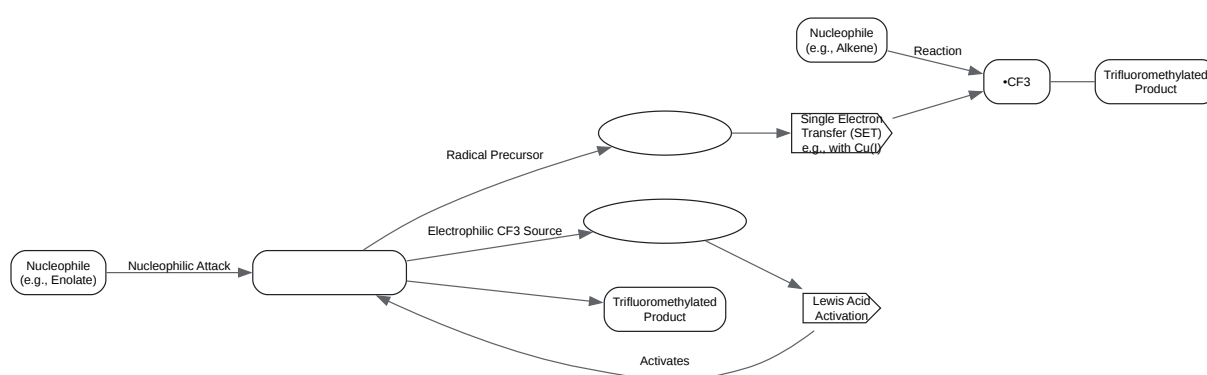 Nucleophile
(e.g., Alkene)
Reaction
•CF3
Trifluoromethylated
Product
Single Electron
Transfer (SET)
e.g., with Cu(I)
Radical Precursor
Electrophilic CF3 Source
Nucleophile
(e.g., Enolate)
Nucleophilic Attack
Trifluoromethylated
Product
Lewis Acid
Activation
Activates